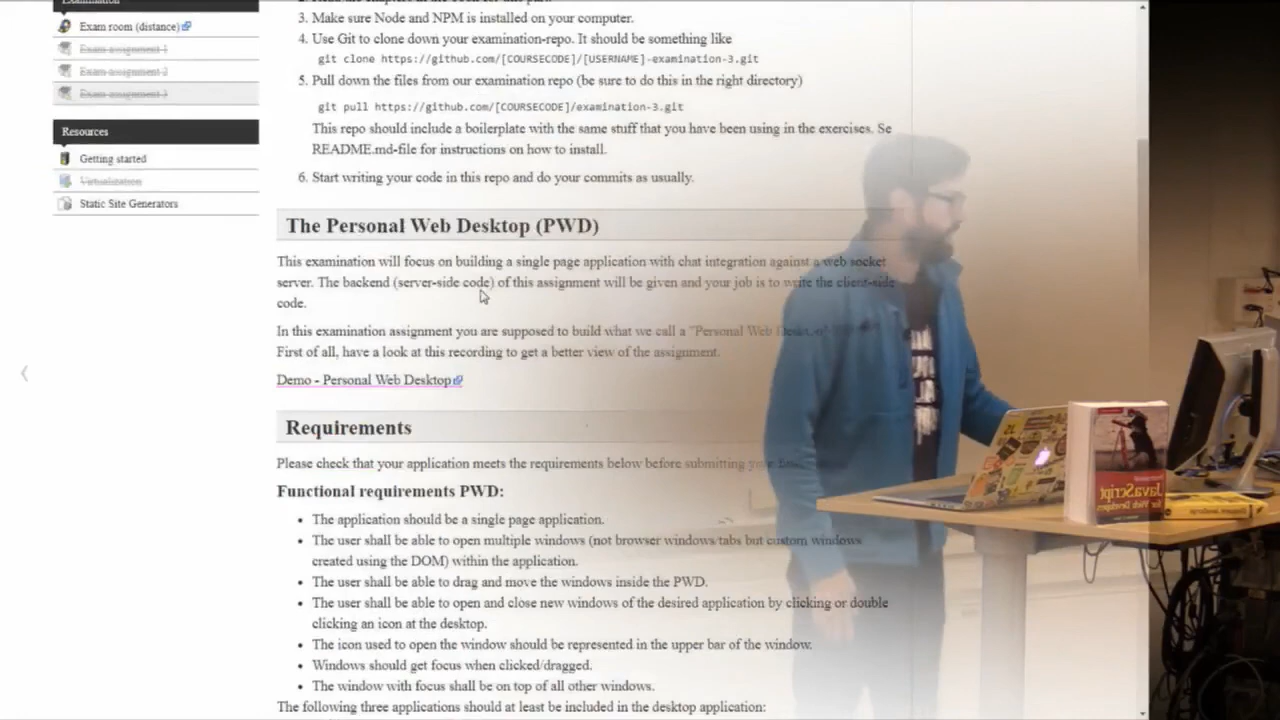 Exam room (distance)
Exam assignment 1
Exam assignment 2
Exam assignment 3
Resources
Getting started
Virtualization
Static Site Generators
3. Make sure Node and NPM is installed on your computer.
4. Use Git to clone down your examination-repo. It should be something like
git clone https://github.com/[COURSECODE]/[USERNAME]-examination-3.git
5. Pull down the files from our examination repo (be sure to do this in the right directory)
git pull https://github.com/[COURSECODE]/examination-3.git
This repo should include a boilerplate with the same stuff that you have been using in the exercises. Se
README.md-file for instructions on how to install.
6. Start writing your code in this repo and do your commits as usually.
The Personal Web Desktop (PWD)
This examination will focus on building a single page application with chat integration against a web socket
server. The backend (server-side code) of this assignment will be given and your job is to write the client-side
code.
In this examination assignment you are supposed to build what we call a "Personal Web
First of all, have a look at this recording to get a better view of the assignment.
Demo - Personal Web Desktop
Requirements
Please check that your application meets the requirements below before submitting
Functional requirements PWD:
• The application should be a single page application.
• The user shall be able to open multiple windows (not browser windows/tabs but custom windows
created using the DOM) within the application.
• The user shall be able to drag and move the windows inside the PWD.
• The user shall be able to open and close new windows of the desired application by clicking or double
clicking an icon at the desktop.
• The icon used to open the window should be represented in the upper bar of the window.
• Windows should get focus when clicked/dragged.
• The window with focus shall be on top of all other windows.
The following three applications should at least be included in the desktop application:
JavaScript
for Web Developers